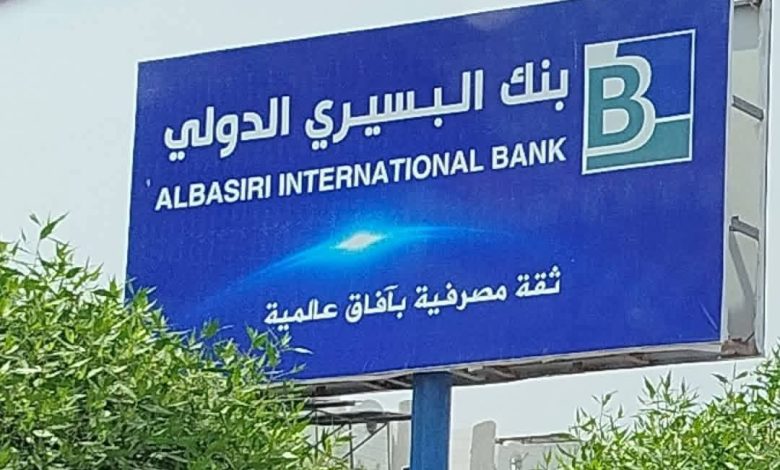 بنك البسيري الدولي
ALBASIRI INTERNATIONAL BANK
B
ثقة مصرفية بآفاق عالمية